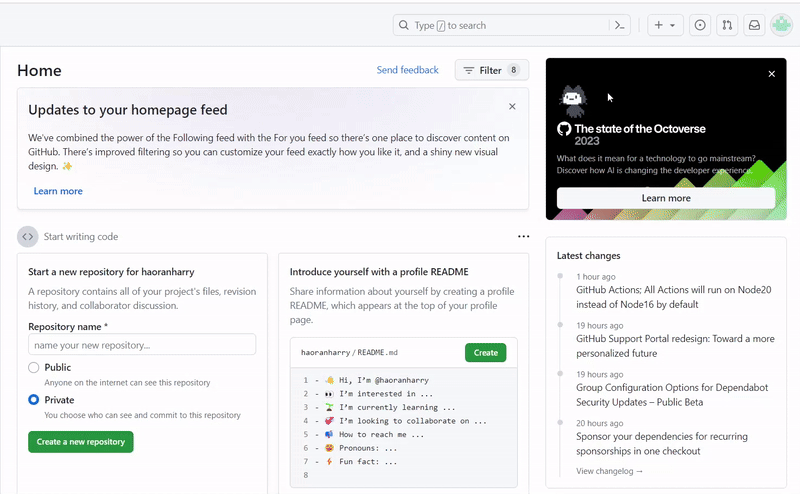 Type / to search
Home
Send feedback
Filter 8
Updates to your homepage feed
We've combined the power of the Following feed with the For you feed so there's one place to discover content on
GitHub. There's improved filtering so you can customize your feed exactly how you like it, and a shiny new visual
design. ✨
Learn more
Start writing code
Start a new repository for haoranharry
A repository contains all of your project's files, revision
history, and collaborator discussion.
Repository name *
name your new repository...
Public
Anyone on the internet can see this repository
Private
You choose who can see and commit to this repository
Create a new repository
Introduce yourself with a profile README
Share information about yourself by creating a profile
README, which appears at the top of your profile
page.
haoranharry / README.md
Create
1 - 👋 Hi, I'm @haoranharry
2 - 👀 I'm interested in ...
3 - 🌱 I'm currently learning ...
4 - 💞️ I'm looking to collaborate on ...
5 - 📫 How to reach me ...
6 - 😄 Pronouns: ...
7 - ⚡ Fun fact: ...
8
The state of the Octoverse
2023
What does it mean for a technology to go mainstream?
Discover how AI is changing the developer experience.
Learn more
Latest changes
1 hour ago
GitHub Actions; All Actions will run on Node20
instead of Node16 by default
19 hours ago
GitHub Support Portal redesign: Toward a more
personalized future
19 hours ago
Group Configuration Options for Dependabot
Security Updates – Public Beta
20 hours ago
Sponsor your dependencies for recurring
sponsorships in one checkout
View changelog →